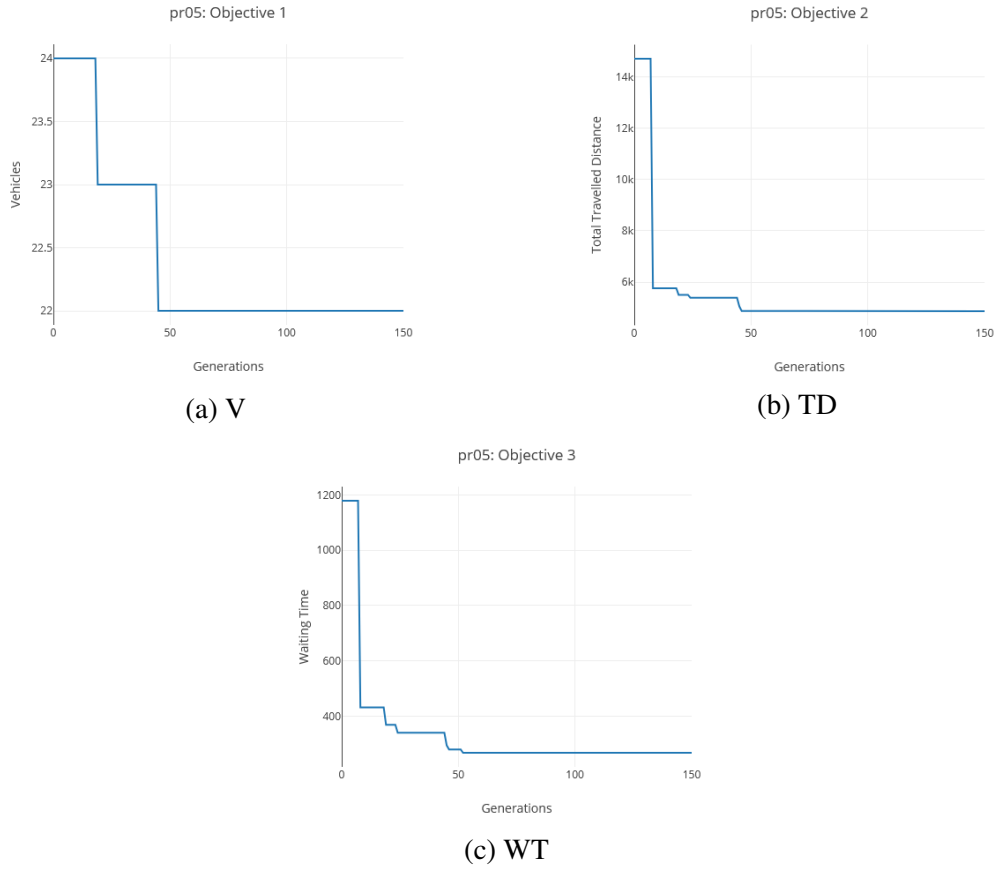 pr05: Objective 1
24
23.5
23
22.5
22
Vehicles
0 50 100 150
Generations
(a) V
pr05: Objective 2
14k
12k
10k
8k
6k
Total Travelled Distance
0 50 100 150
Generations
(b) TD
pr05: Objective 3
1200
1000
800
600
400
Waiting Time
0 50 100 150
Generations
(c) WT